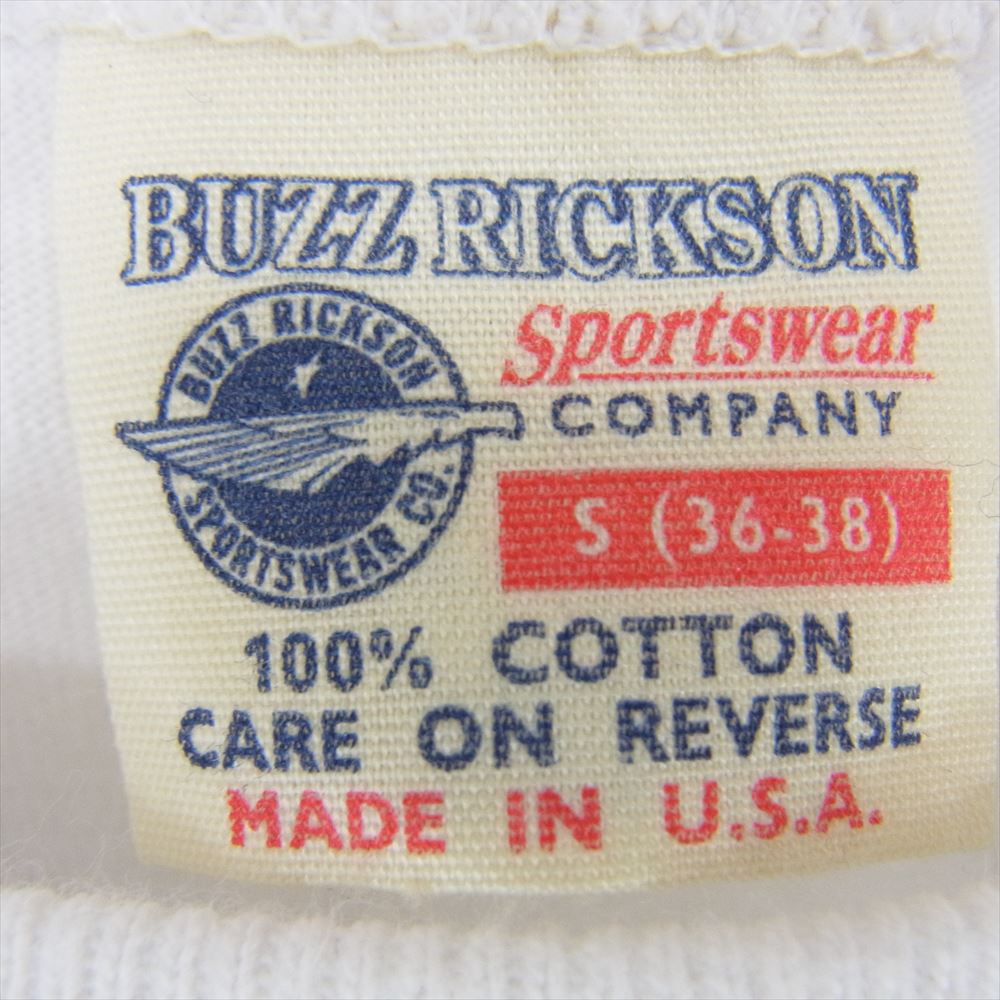 BUZZ RICKSON
BUZZ RICKSON
SPORTSWEAR CO.
Sportswear
COMPANY
S (36-38)
100% COTTON
CARE ON REVERSE
MADE IN U.S.A.